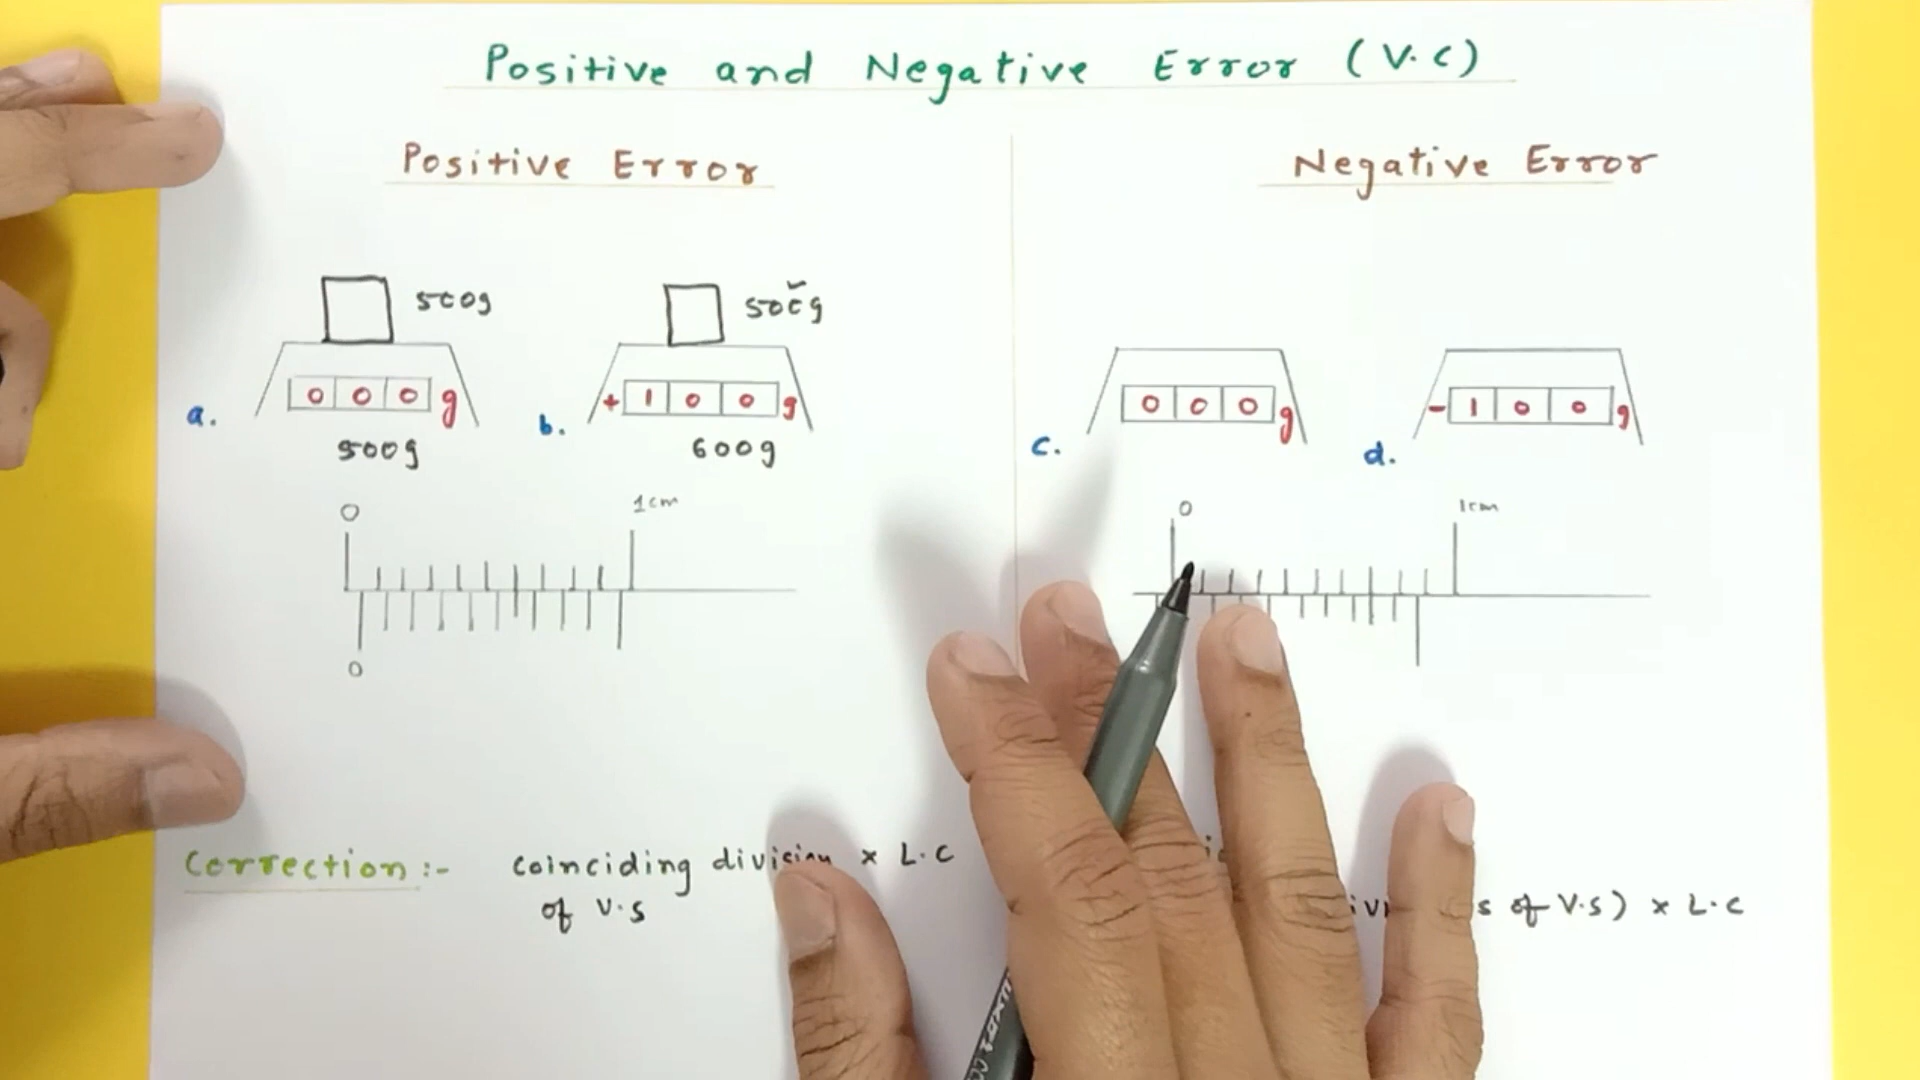 Positive and Negative Error (V.C)
Positive Error
Negative Error
500g
500g
0 0 0 g
+ 1 0 0 g
0 0 0 g
- 1 0 0 g
a.
b.
c.
d.
500g
600g
0
1cm
0
1cm
0
Correction :-
coinciding division × L.C
of V.S
s of V.S) × L.C